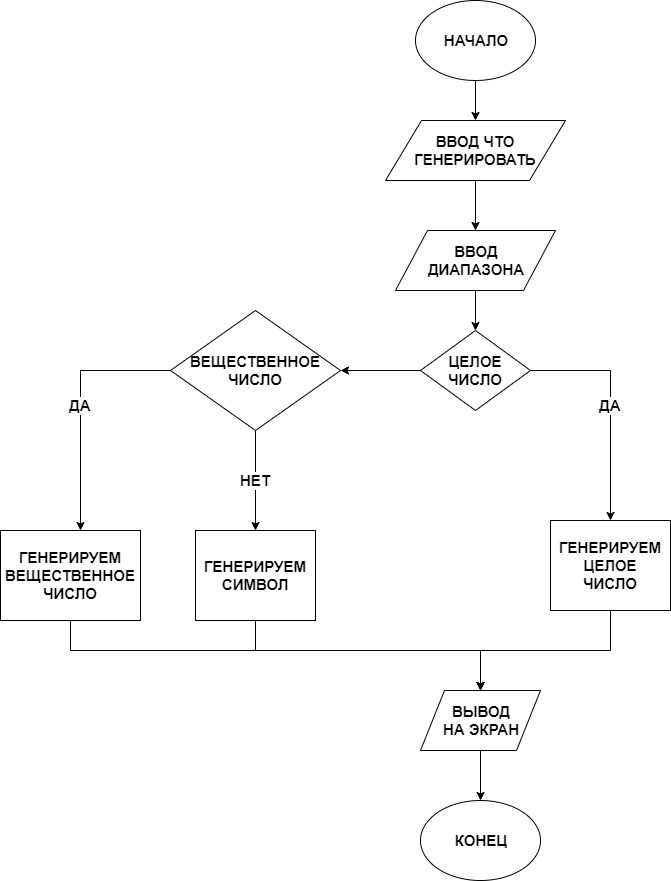 НАЧАЛО
ВВОД ЧТО
ГЕНЕРИРОВАТЬ
ВВОД
ДИАПАЗОНА
ВЕЩЕСТВЕННОЕ
ЧИСЛО
ЦЕЛОЕ
ЧИСЛО
ДА
ДА
НЕТ
ГЕНЕРИРУЕМ
ВЕЩЕСТВЕННОЕ
ЧИСЛО
ГЕНЕРИРУЕМ
СИМВОЛ
ГЕНЕРИРУЕМ
ЦЕЛОЕ
ЧИСЛО
ВЫВОД
НА ЭКРАН
КОНЕЦ